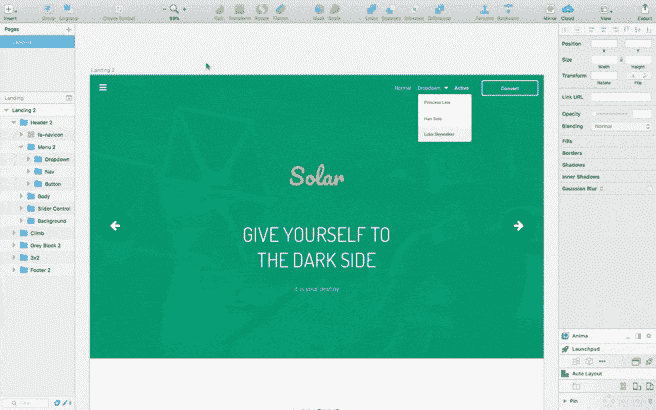 Insert
Group
Ungroup
Create Symbol
Edit
Transform
Rotate
Flatten
Mask
Scale
Union
Subtract
Intersect
Difference
Forward
Backward
Mirror
Cloud
View
Export
Pages
Landing
Landing 2
Header 2
fa-navicon
Menu 2
Dropdown
Nav
Button
Body
Slider Control
Background
Climb
Grey Block 2
3x3
Footer 2
Landing 2
Normal
Dropdown
Active
Princess Leia
Han Solo
Luke Skywalker
Solar
GIVE YOURSELF TO
THE DARK SIDE
It is your destiny
Position
X
Y
Size
Width
Height
Transform
Rotate
Flip
Link URL
Opacity
Blending
Normal
Fills
Borders
Shadows
Inner Shadows
Gaussian Blur
Anima
Launchpad
Auto Layout
Pin